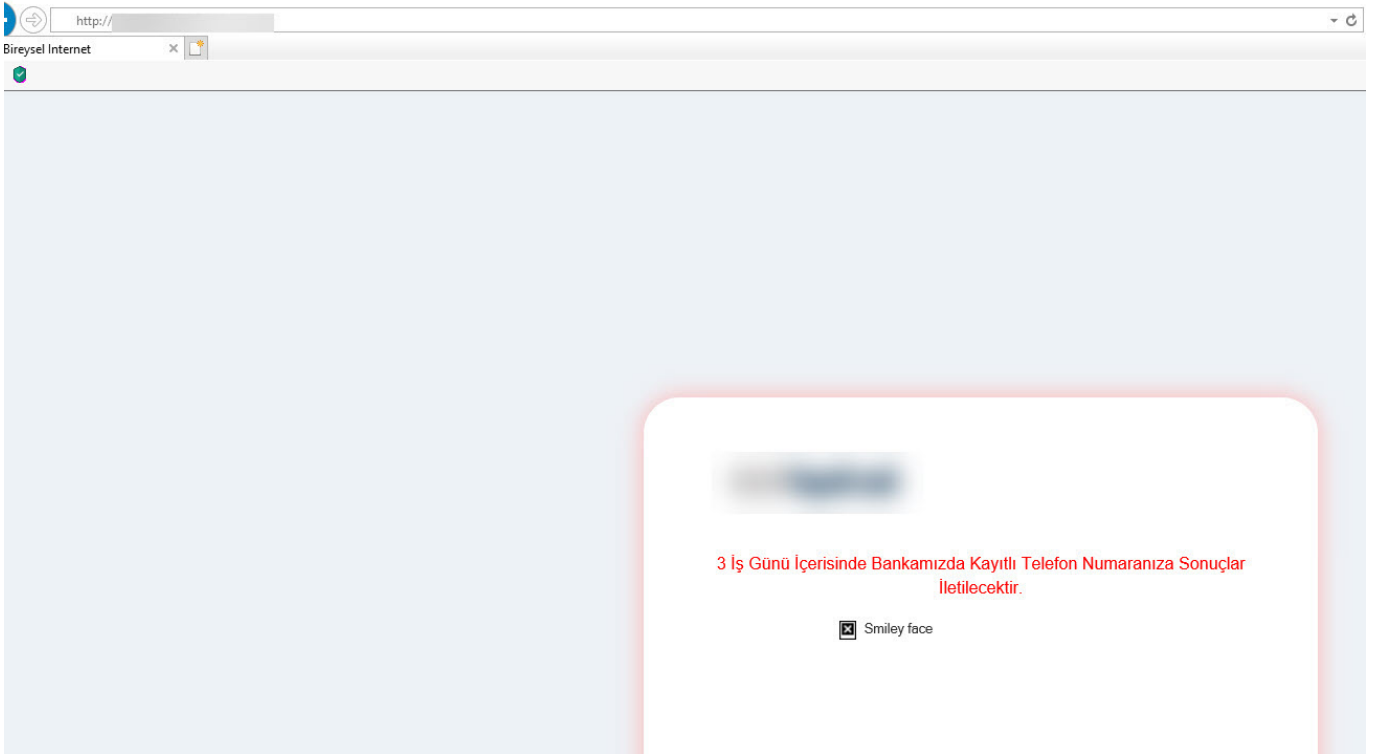 http://
Bireysel Internet
3 İş Günü İçerisinde Bankamızda Kayıtlı Telefon Numaranıza Sonuçlar
İletilecektir.
Smiley face